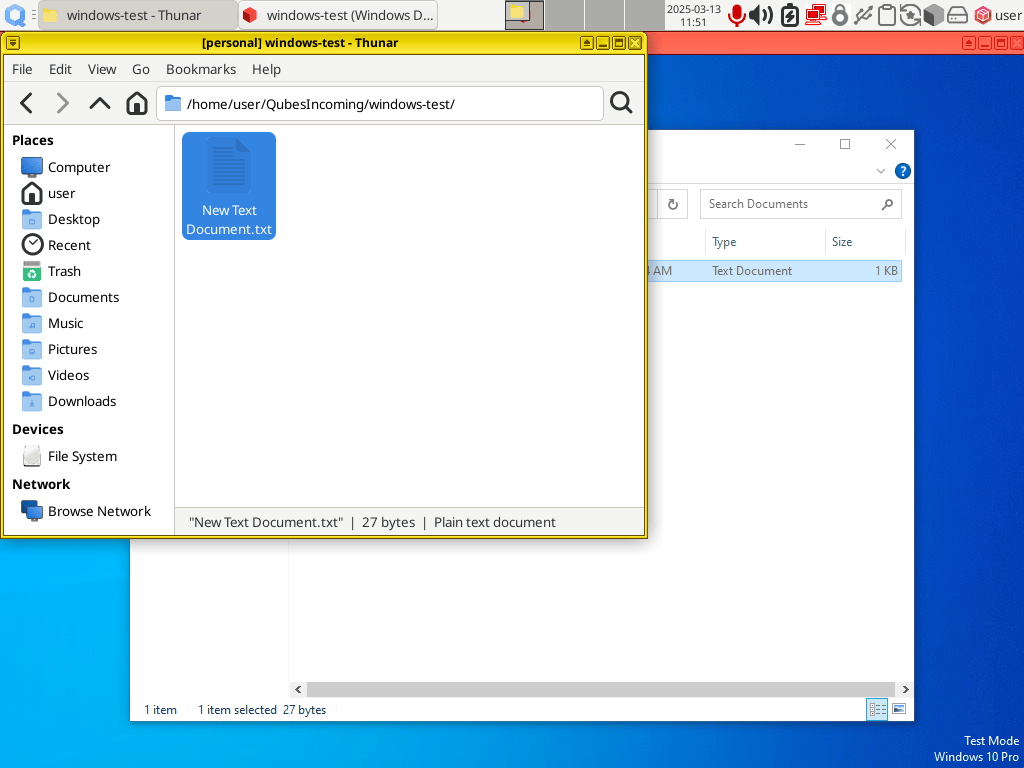 windows-test - Thunar
windows-test (Windows D...
2025-03-13
11:51
user
[personal] windows-test - Thunar
File Edit View Go Bookmarks Help
/home/user/QubesIncoming/windows-test/
Places
Computer
user
Desktop
Recent
Trash
Documents
Music
Pictures
Videos
Downloads
Devices
File System
Network
Browse Network
New Text
Document.txt
"New Text Document.txt" | 27 bytes | Plain text document
?
Search Documents
Type Size
AM Text Document 1 KB
1 item 1 item selected 27 bytes
Test Mode
Windows 10 Pro